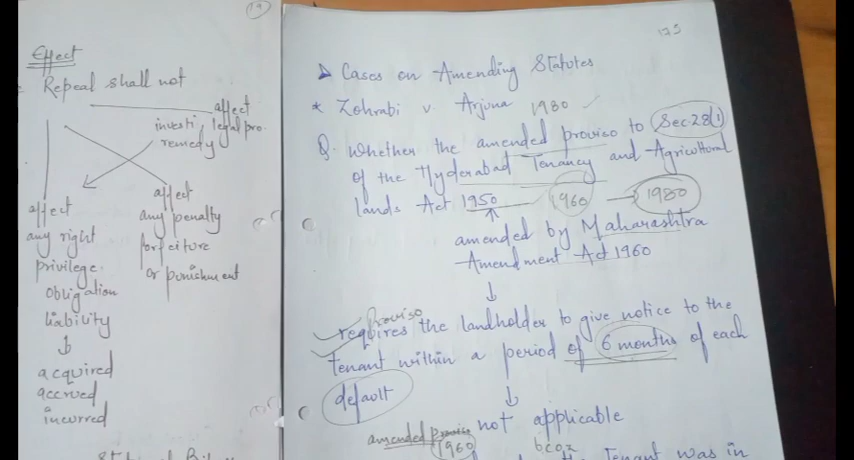 Effect
Repeal shall not
affect
legal pro.
investi
remedy
affect
any right
privilege.
obligation
liability
acquired
accrued
incurred
affect
any penalty
forfeiture
or punishment
Cases on Amending Statutes
* Zohrabi v Arjuna 1980
Q. Whether the amended proviso to Sec.28(1)
of the Hyderabad Tenancy and Agricultural
lands Act 1950 1960 1980
amended by Maharashtra
Amendment Act 1960
Proviso
requires the landholder to give notice to the
tenant within a period of 6 months of each
default
not applicable
amended proviso
1960
bcoz
Tenant was in